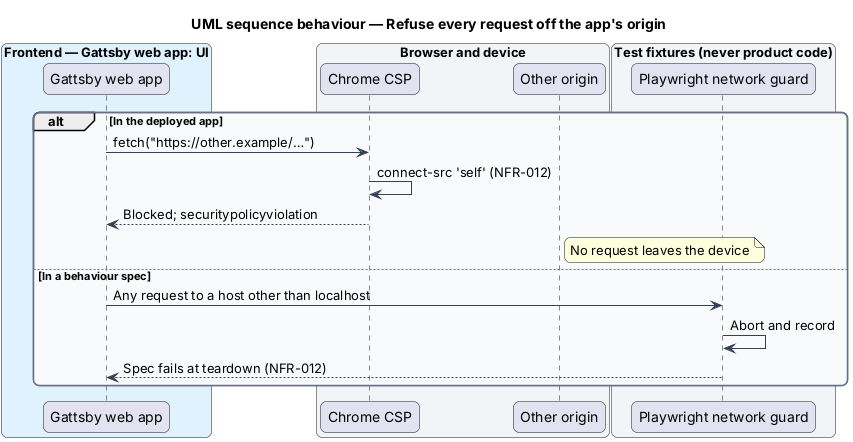 UML sequence behaviour — Refuse every request off the app's origin
Frontend — Gattsby web app: UI
Browser and device
Test fixtures (never product code)
Gattsby web app
Chrome CSP
Other origin
Playwright network guard
alt
[In the deployed app]
fetch("https://other.example/...")
connect-src 'self' (NFR-012)
Blocked; securitypolicyviolation
No request leaves the device
[In a behaviour spec]
Any request to a host other than localhost
Abort and record
Spec fails at teardown (NFR-012)
Gattsby web app
Chrome CSP
Other origin
Playwright network guard